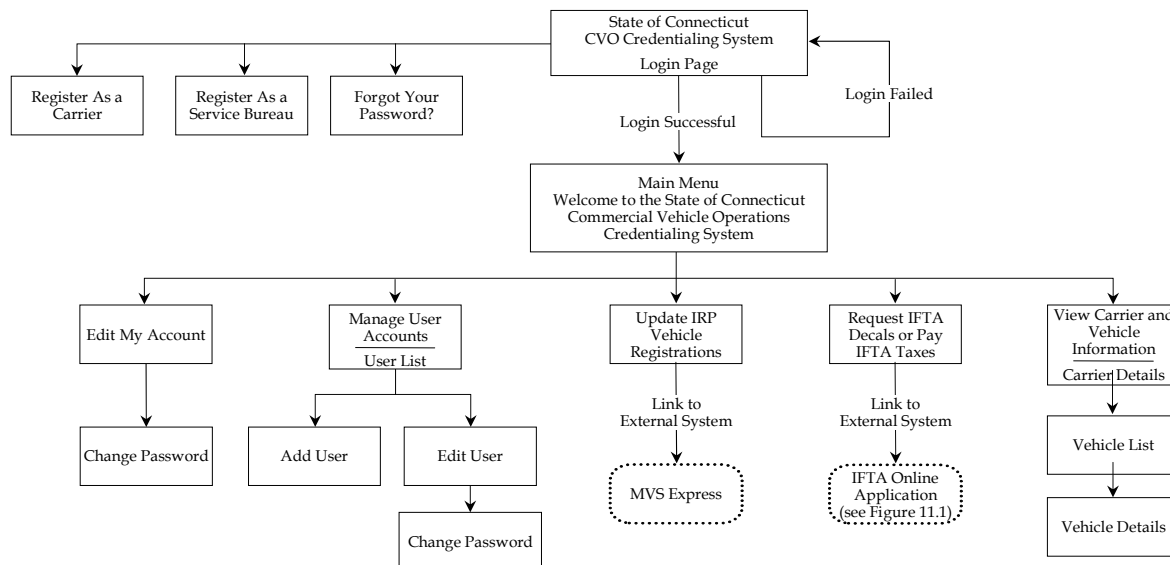 State of Connecticut
CVO Credentialing System
Login Page
Login Failed
Register As a
Carrier
Register As a
Service Bureau
Forgot Your
Password?
Login Successful
Main Menu
Welcome to the State of Connecticut
Commercial Vehicle Operations
Credentialing System
Edit My Account
Manage User
Accounts
User List
Update IRP
Vehicle
Registrations
Request IFTA
Decals or Pay
IFTA Taxes
View Carrier and
Vehicle
Information
Carrier Details
Link to
External System
Link to
External System
Change Password
Add User
Edit User
Vehicle List
MVS Express
IFTA Online
Application
(see Figure 11.1)
Change Password
Vehicle Details